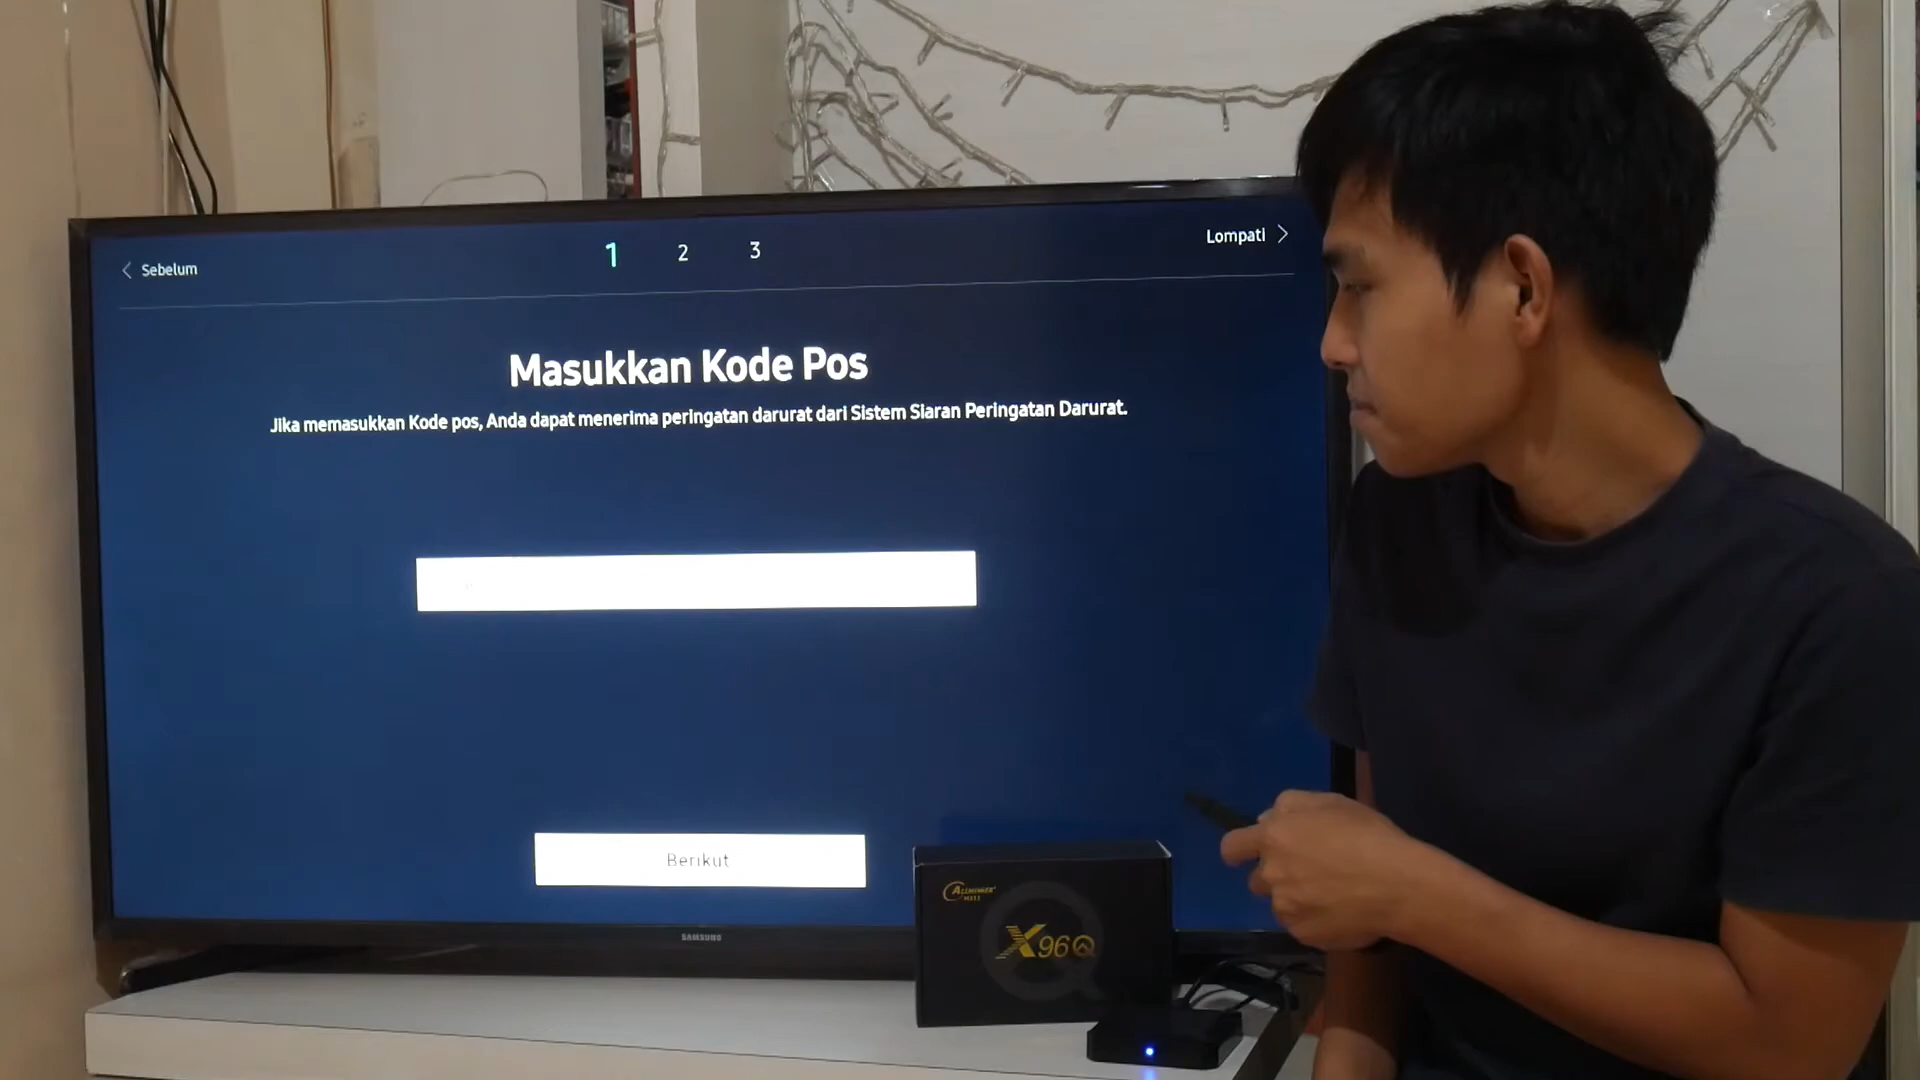 Sebelum
1 2 3
Lompati
Masukkan Kode Pos
Jika memasukkan Kode pos, Anda dapat menerima peringatan darurat dari Sistem Siaran Peringatan Darurat.
Berikut
SAMSUNG
X96Q